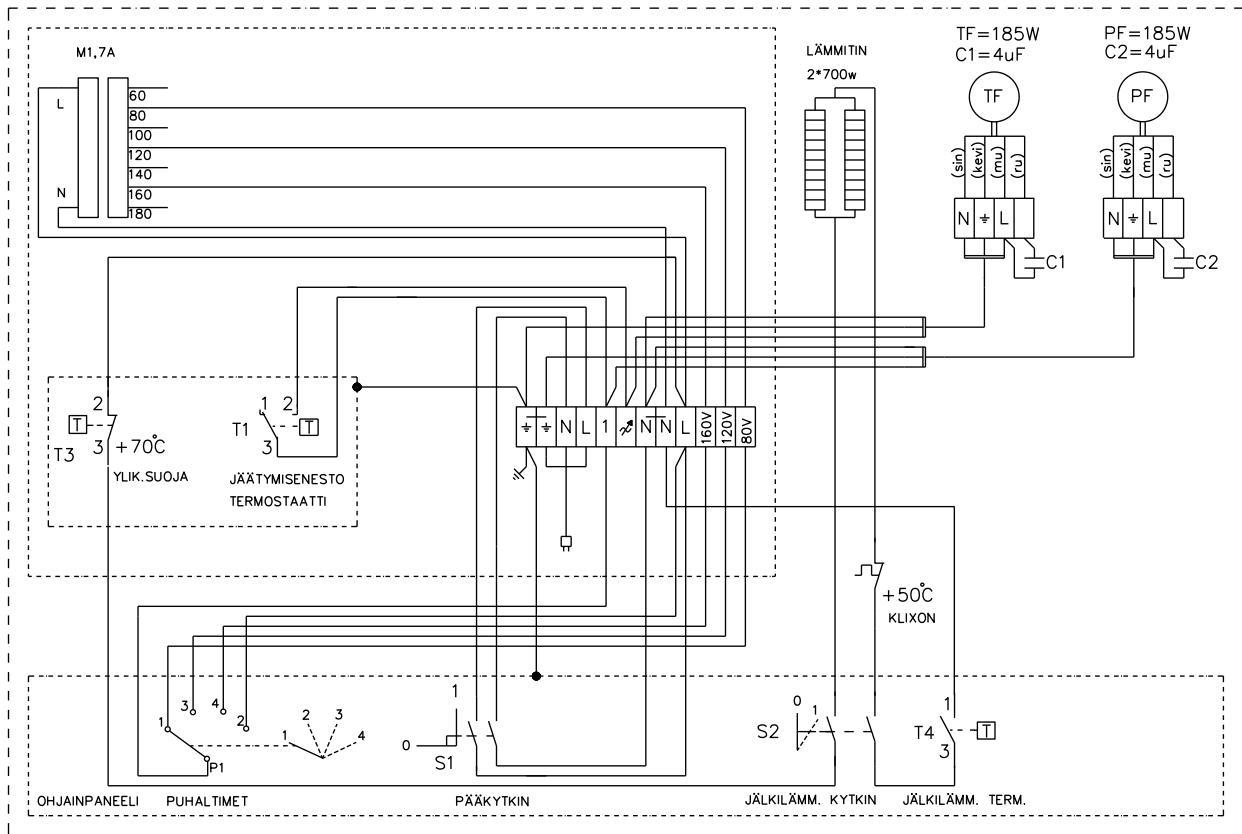 M1,7A
L
N
60
80
100
120
140
160
180
LÄMMITIN
2*700w
TF=185W
C1=4uF
TF
(sin)
(kevi)
(mu)
(ru)
N
L
C1
PF=185W
C2=4uF
PF
(sin)
(kevi)
(mu)
(ru)
N
L
C2
2
T
3
T3
+70°C
YLIK.SUOJA
1
2
T
T1
3
JÄÄTYMISENESTO
TERMOSTAATTI
N
L
1
N
N
L
160V
120V
80V
+50°C
KLIXON
1
3
4
2
P1
1
2
3
4
1
0
S1
0
1
S2
1
T4
3
T
OHJAINPANEELI
PUHALTIMET
PÄÄKYTKIN
JÄLKILÄMM. KYTKIN
JÄLKILÄMM. TERM.